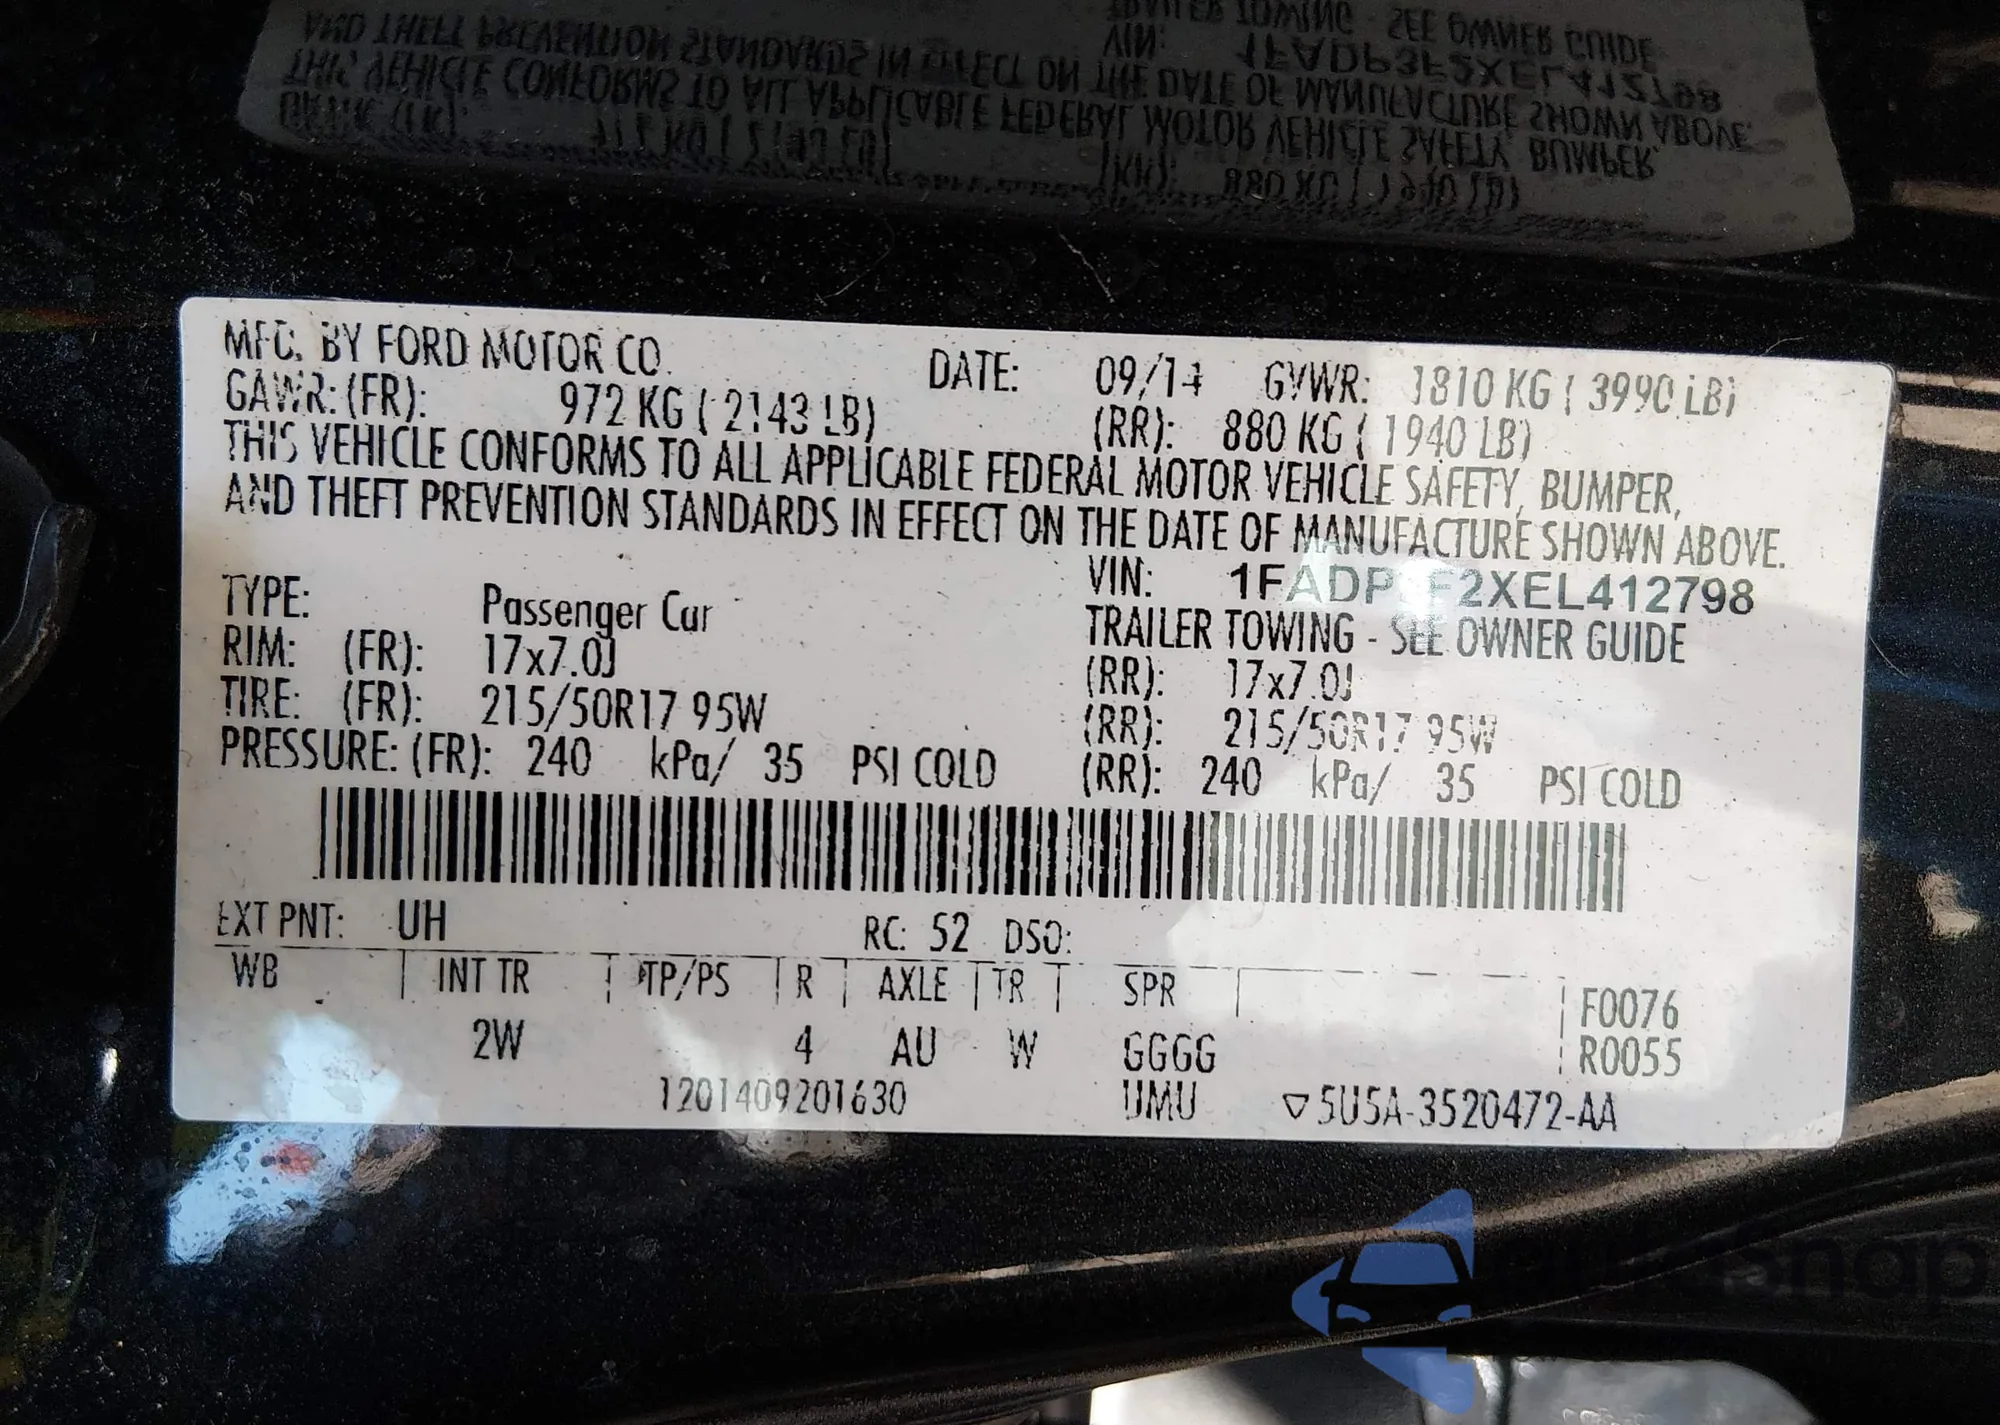 MFD. BY FORD MOTOR CO. DATE: 09/14 GVWR: 1810 KG ( 3990 LB)
GAWR: (FR): 972 KG ( 2143 LB) (RR): 880 KG ( 1940 LB)
THIS VEHICLE CONFORMS TO ALL APPLICABLE FEDERAL MOTOR VEHICLE SAFETY, BUMPER,
AND THEFT PREVENTION STANDARDS IN EFFECT ON THE DATE OF MANUFACTURE SHOWN ABOVE.
VIN: 1FADP3F2XEL412798
TYPE: Passenger Car TRAILER TOWING - SEE OWNER GUIDE
RIM: (FR): 17x7.0J (RR): 17x7.0J
TIRE: (FR): 215/50R17 95W (RR): 215/50R17 95W
PRESSURE: (FR): 240 kPa/ 35 PSI COLD (RR): 240 kPa/ 35 PSI COLD
EXT PNT: UH RC: 52 DSO:
WB INT TR TP/PS R AXLE TR SPR F0076
2W 4 AU W GGGG R0055
1201409201630 UMU ▽5U5A-3520472-AA